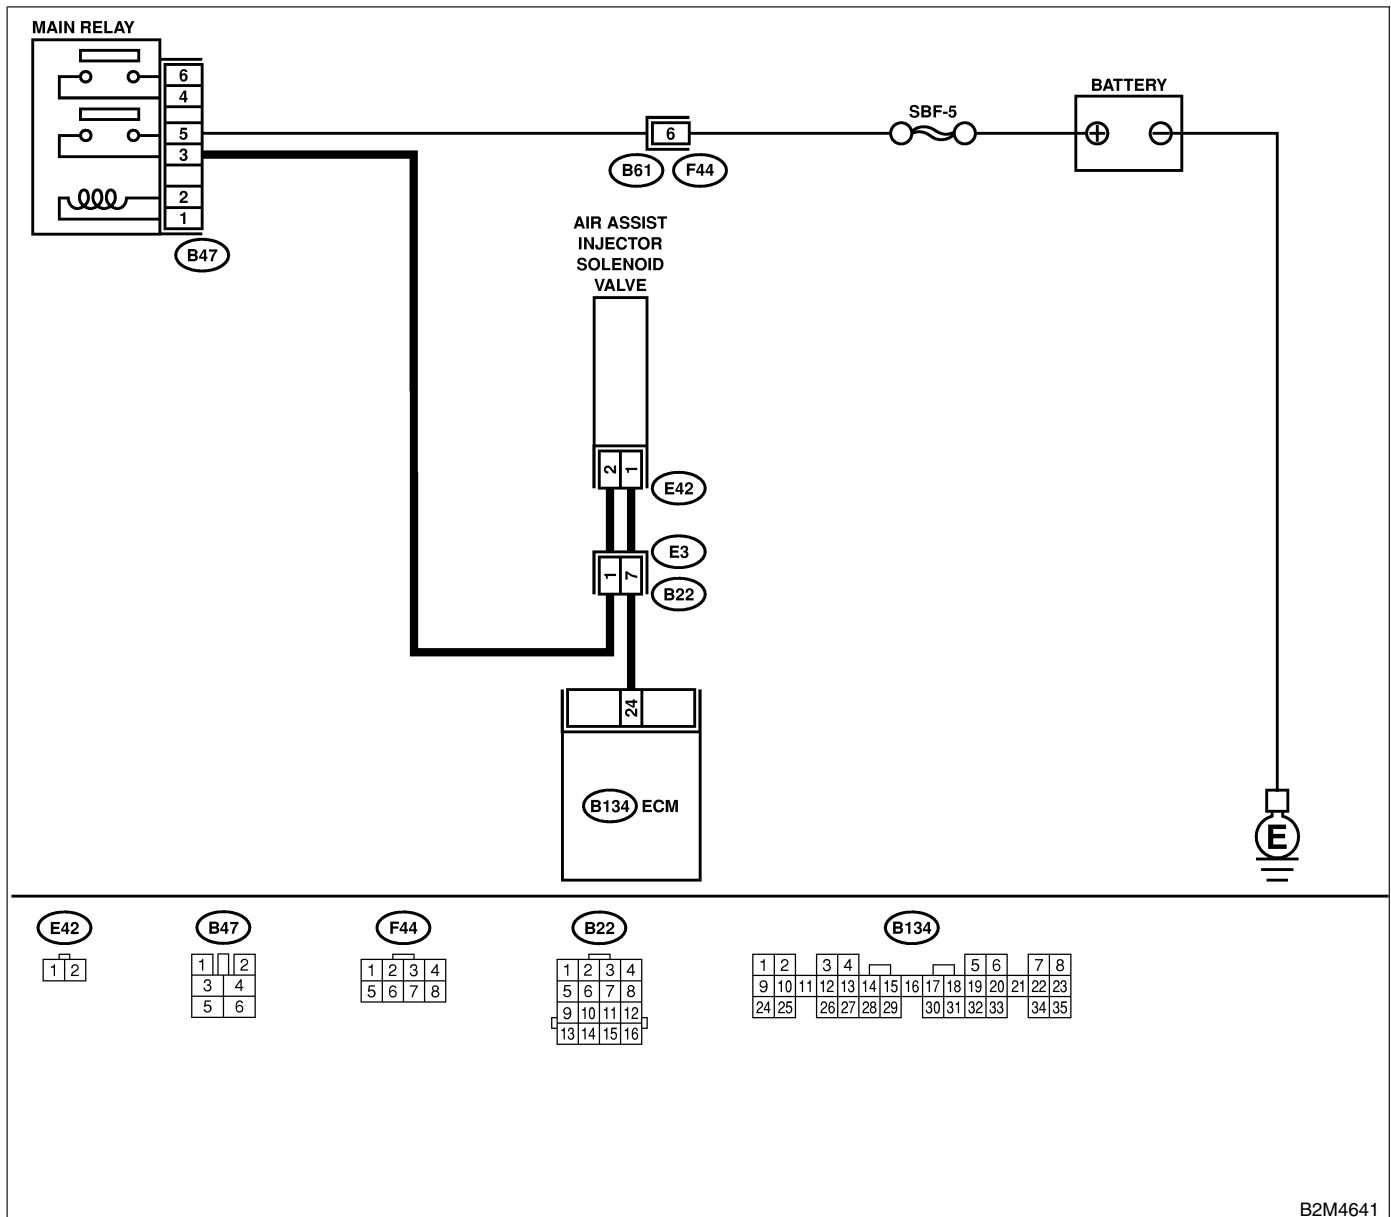 MAIN RELAY
6
4
5
3
2
1
B47
6
B61 F44
SBF-5
BATTERY
AIR ASSIST
INJECTOR
SOLENOID
VALVE
2 1
E42
E3
1 7
B22
24
B134 ECM
E
E42
1 2
B47
1 2
3 4
5 6
F44
1 2 3 4
5 6 7 8
B22
1 2 3 4
5 6 7 8
9 10 11 12
13 14 15 16
B134
1 2 3 4 5 6 7 8
9 10 11 12 13 14 15 16 17 18 19 20 21 22 23
24 25 26 27 28 29 30 31 32 33 34 35
B2M4641